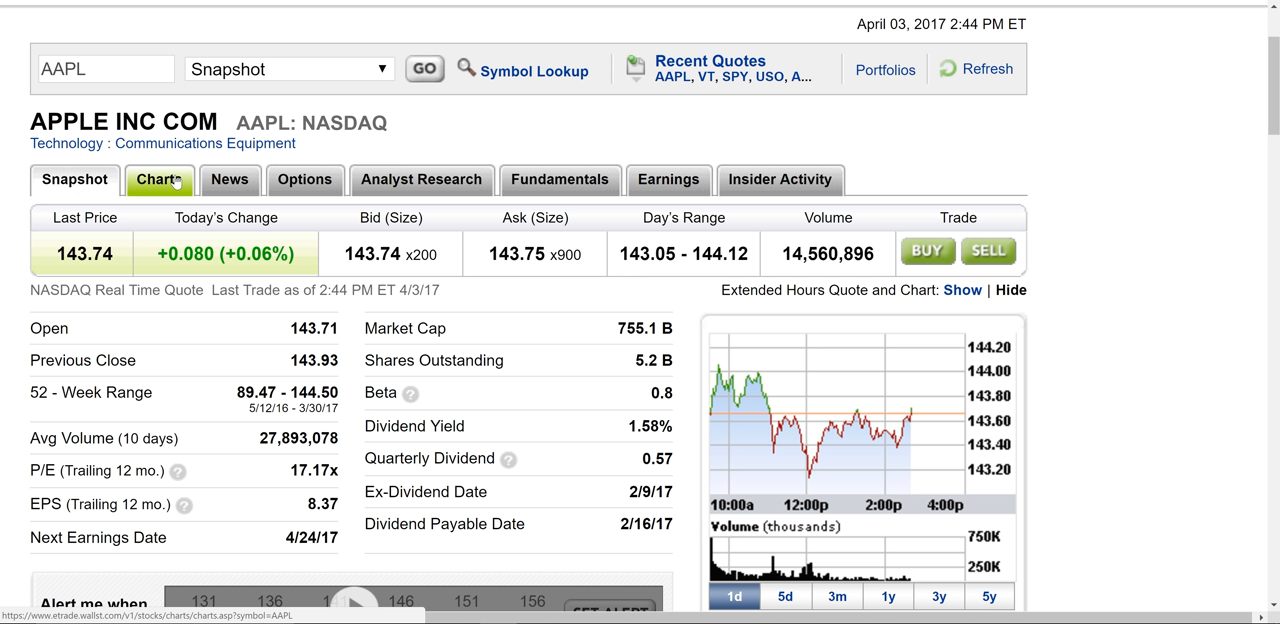 April 03, 2017 2:44 PM ET
AAPL
Snapshot
GO
Symbol Lookup
Recent Quotes
AAPL, VT, SPY, USO, A...
Portfolios
Refresh
APPLE INC COM AAPL: NASDAQ
Technology : Communications Equipment
Snapshot Charts News Options Analyst Research Fundamentals Earnings Insider Activity
Last Price Today's Change Bid (Size) Ask (Size) Day's Range Volume Trade
143.74 +0.080 (+0.06%) 143.74 x200 143.75 x900 143.05 - 144.12 14,560,896 BUY SELL
NASDAQ Real Time Quote Last Trade as of 2:44 PM ET 4/3/17
Extended Hours Quote and Chart: Show | Hide
Open 143.71
Previous Close 143.93
52 - Week Range 89.47 - 144.50
5/12/16 - 3/30/17
Avg Volume (10 days) 27,893,078
P/E (Trailing 12 mo.) ? 17.17x
EPS (Trailing 12 mo.) ? 8.37
Next Earnings Date 4/24/17
Market Cap 755.1 B
Shares Outstanding 5.2 B
Beta ? 0.8
Dividend Yield 1.58%
Quarterly Dividend ? 0.57
Ex-Dividend Date 2/9/17
Dividend Payable Date 2/16/17
144.20
144.00
143.80
143.60
143.40
143.20
10:00a 12:00p 2:00p 4:00p
Volume (thousands)
750K
250K
1d 5d 3m 1y 3y 5y
Alert me when
131 136 146 151 156
SET ALERT
https://www.etrade.wallst.com/v1/stocks/charts/charts.asp?symbol=AAPL